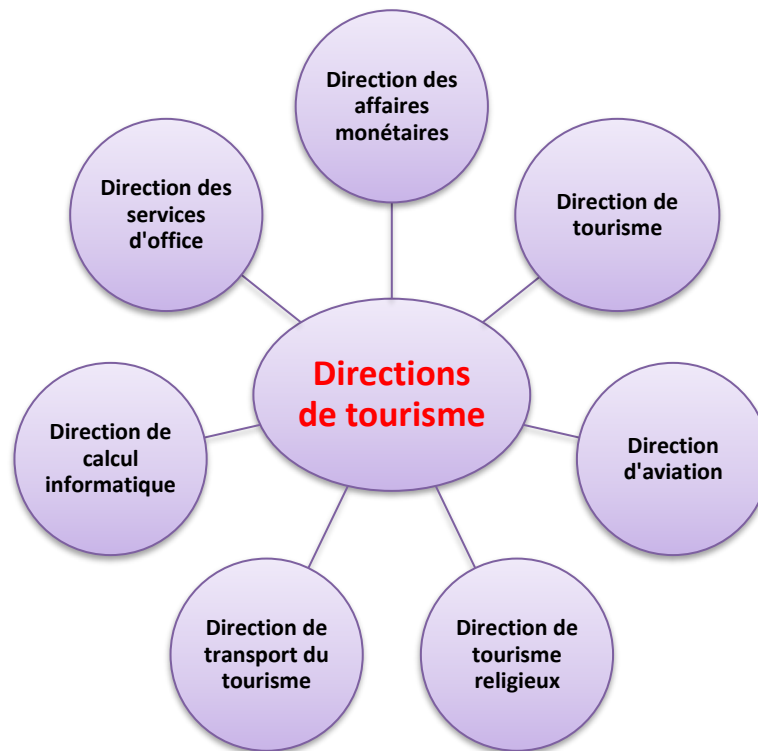 Direction des
affaires
monétaires
Direction de
tourisme
Direction
d'aviation
Direction de
tourisme
religieux
Direction de
transport du
tourisme
Direction de
calcul
informatique
Direction des
services
d'office
Directions
de tourisme